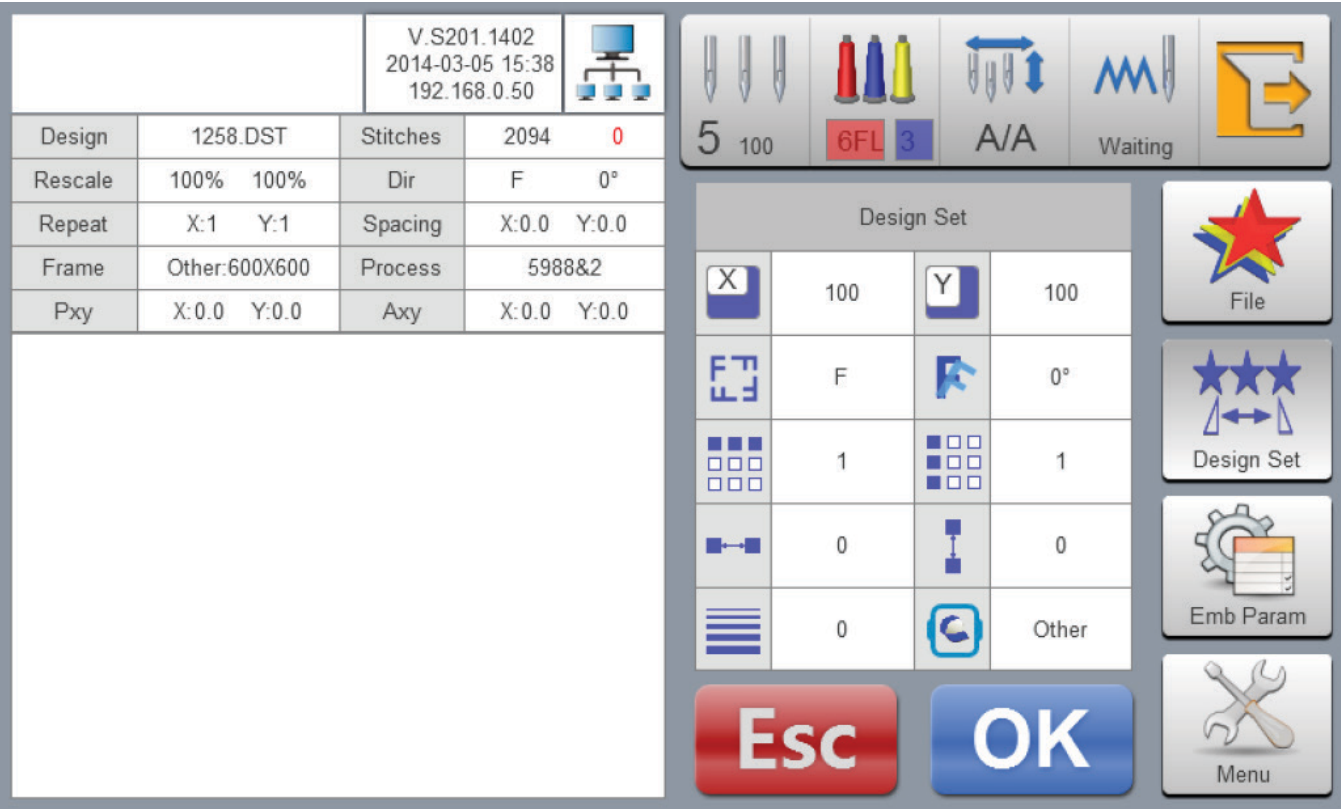 V.S201.1402
2014-03-05 15:38
192.168.0.50
Design 1258.DST Stitches 2094 0
Rescale 100% 100% Dir F 0°
Repeat X:1 Y:1 Spacing X:0.0 Y:0.0
Frame Other:600X600 Process 5988&2
Pxy X:0.0 Y:0.0 Axy X:0.0 Y:0.0
5 100 6FL 3 A/A Waiting
Design Set
X 100 Y 100
F 0°
1 1
0 0
0 Other
Esc OK
File
Design Set
Emb Param
Menu